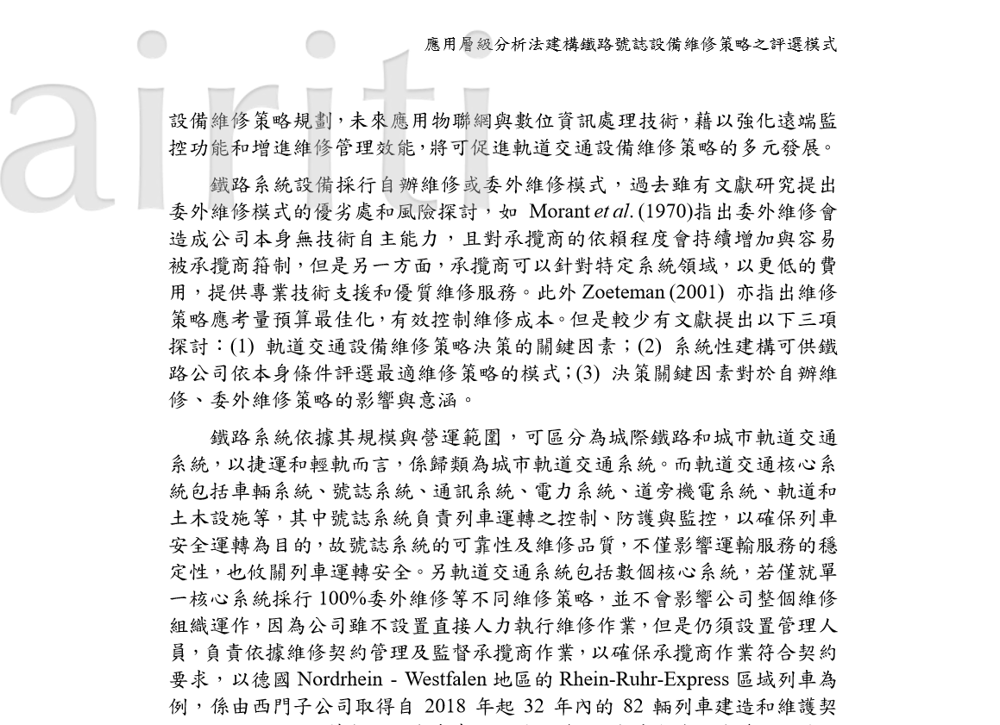 airiti
應用層級分析法建構鐵路號誌設備維修策略之評選模式
設備維修策略規劃，未來應用物聯網與數位資訊處理技術，藉以強化遠端監
控功能和增進維修管理效能，將可促進軌道交通設備維修策略的多元發展。
鐵路系統設備採行自辦維修或委外維修模式，過去雖有文獻研究提出
委外維修模式的優劣處和風險探討，如 Morant et al. (1970)指出委外維修會
造成公司本身無技術自主能力，且對承攬商的依賴程度會持續增加與容易
被承攬商箝制，但是另一方面，承攬商可以針對特定系統領域，以更低的費
用，提供專業技術支援和優質維修服務。此外 Zoeteman (2001) 亦指出維修
策略應考量預算最佳化，有效控制維修成本。但是較少有文獻提出以下三項
探討：(1) 軌道交通設備維修策略決策的關鍵因素；(2) 系統性建構可供鐵
路公司依本身條件評選最適維修策略的模式；(3) 決策關鍵因素對於自辦維
修、委外維修策略的影響與意涵。
鐵路系統依據其規模與營運範圍，可區分為城際鐵路和城市軌道交通
系統，以捷運和輕軌而言，係歸類為城市軌道交通系統。而軌道交通核心系
統包括車輛系統、號誌系統、通訊系統、電力系統、道旁機電系統、軌道和
土木設施等，其中號誌系統負責列車運轉之控制、防護與監控，以確保列車
安全運轉為目的，故號誌系統的可靠性及維修品質，不僅影響運輸服務的穩
定性，也攸關列車運轉安全。另軌道交通系統包括數個核心系統，若僅就單
一核心系統採行 100%委外維修等不同維修策略，並不會影響公司整個維修
組織運作，因為公司雖不設置直接人力執行維修作業，但是仍須設置管理人
員，負責依據維修契約管理及監督承攬商作業，以確保承攬商作業符合契約
要求，以德國 Nordrhein - Westfalen 地區的 Rhein-Ruhr-Express 區域列車為
例，係由西門子公司取得自 2018 年起 32 年內的 82 輛列車建造和維護契